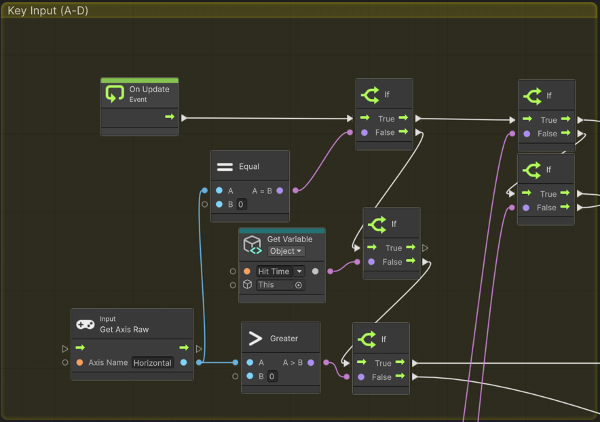 Key Input (A-D)
On Update
Event
If
True
False
If
True
False
If
True
False
Equal
A A = B
B 0
If
True
False
Get Variable
Object
Hit Time
This
Input
Get Axis Raw
Axis Name Horizontal
Greater
A A > B
B 0
If
True
False